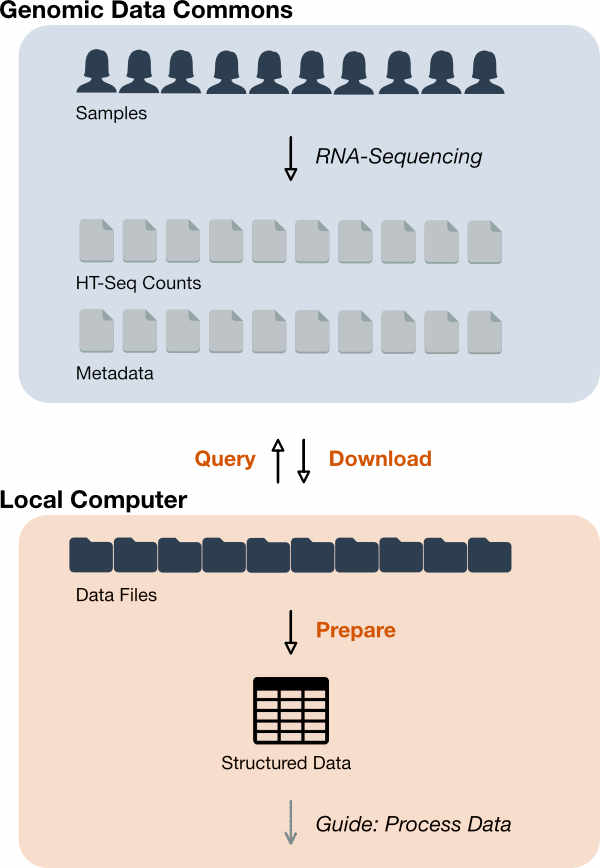 Genomic Data Commons
Samples
RNA-Sequencing
HT-Seq Counts
Metadata
Query
Download
Local Computer
Data Files
Prepare
Structured Data
Guide: Process Data